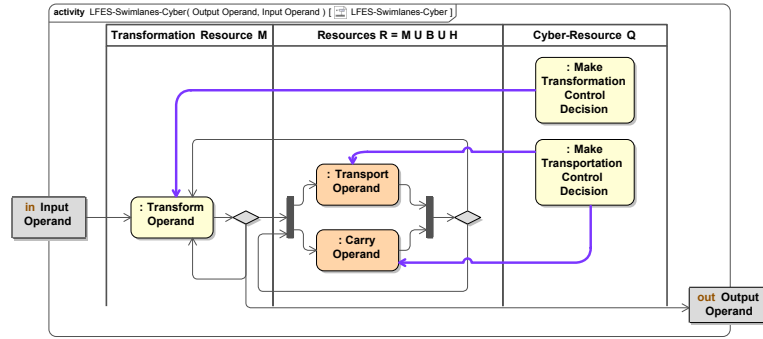 activity LFES-Swimlanes-Cyber( Output Operand, Input Operand ) [ LFES-Swimlanes-Cyber ]
Transformation Resource M
Resources R = M U B U H
Cyber-Resource Q
: Make
Transformation
Control
Decision
: Make
Transportation
Control
Decision
: Transport
Operand
in Input
Operand
: Transform
Operand
: Carry
Operand
out Output
Operand